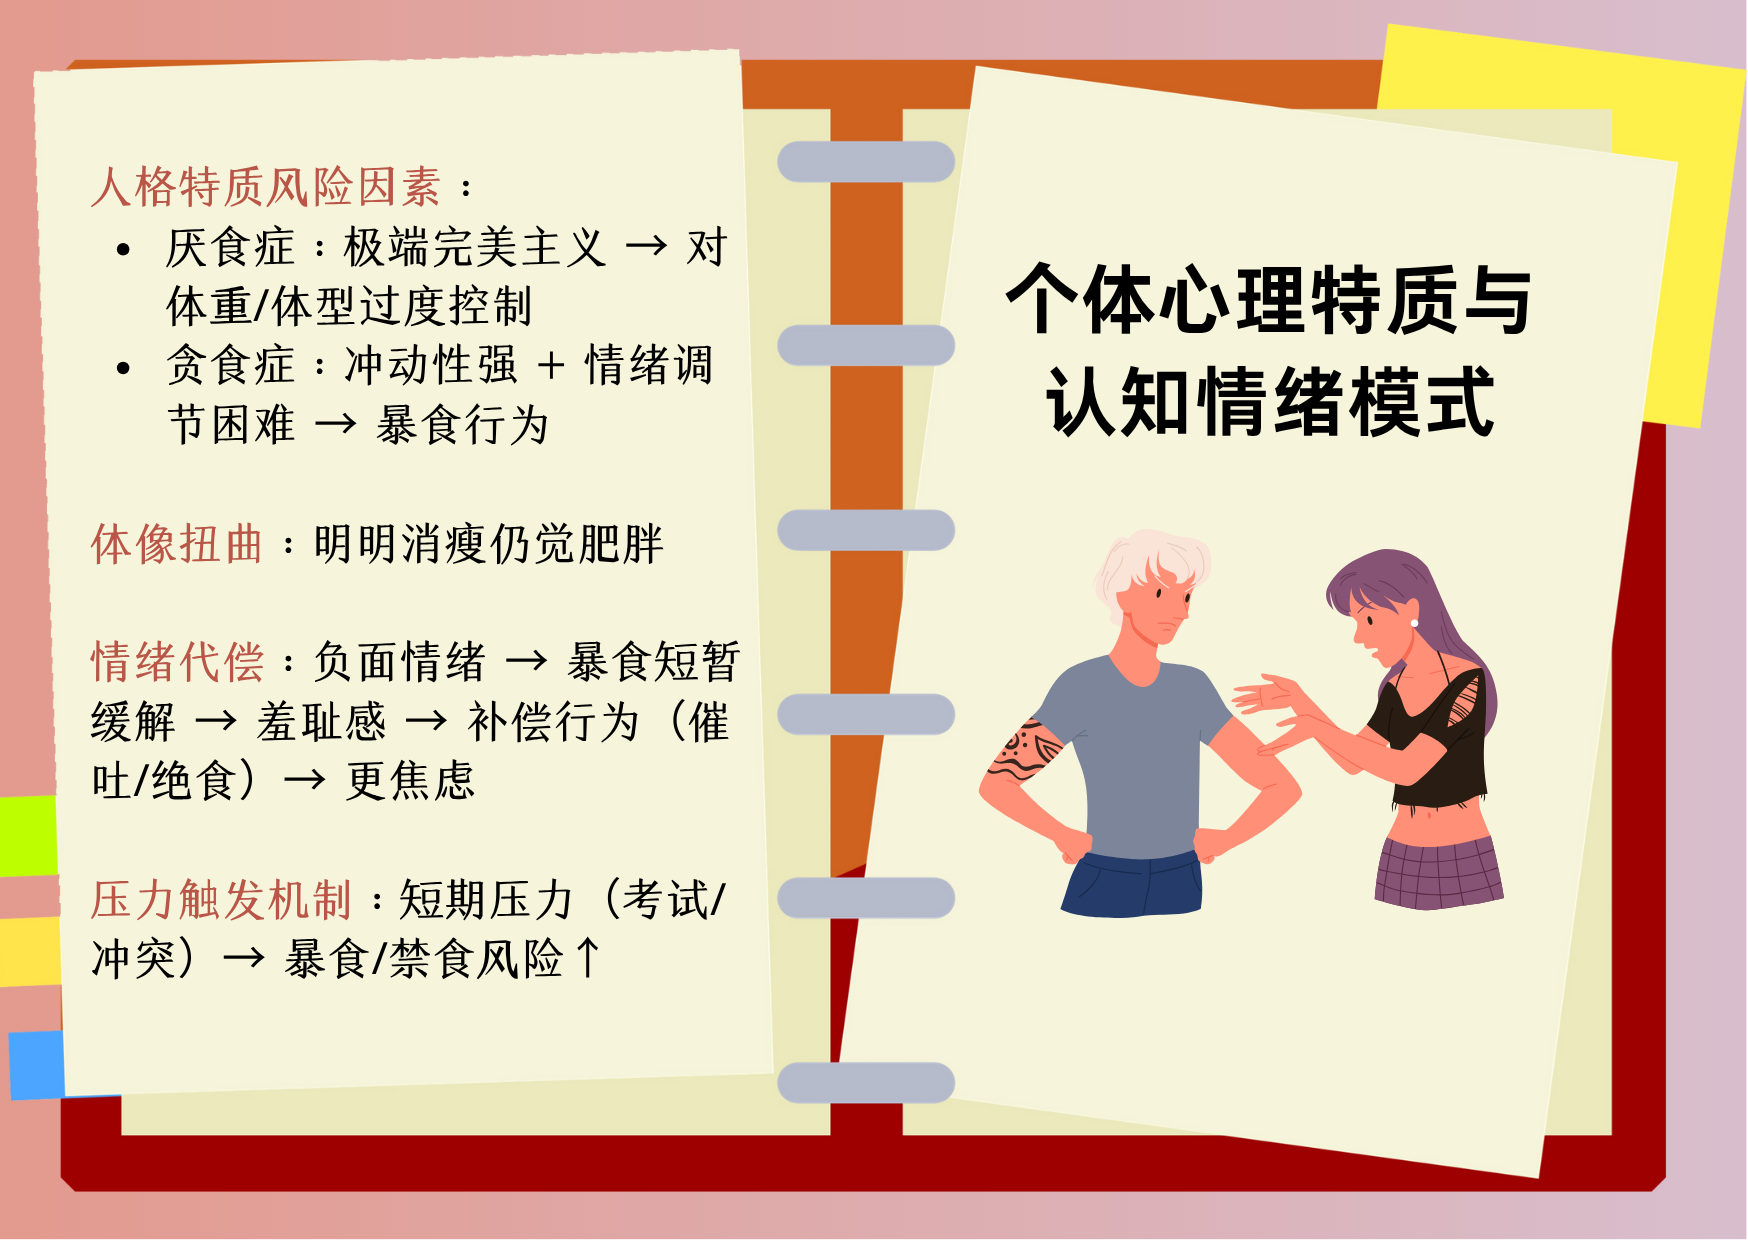 人格特质风险因素：
• 厌食症：极端完美主义 → 对
体重/体型过度控制
• 贪食症：冲动性强 + 情绪调
节困难 → 暴食行为
体像扭曲：明明消瘦仍觉肥胖
情绪代偿：负面情绪 → 暴食短暂
缓解 → 羞耻感 → 补偿行为（催
吐/绝食）→ 更焦虑
压力触发机制：短期压力（考试/
冲突）→ 暴食/禁食风险↑
个体心理特质与
认知情绪模式